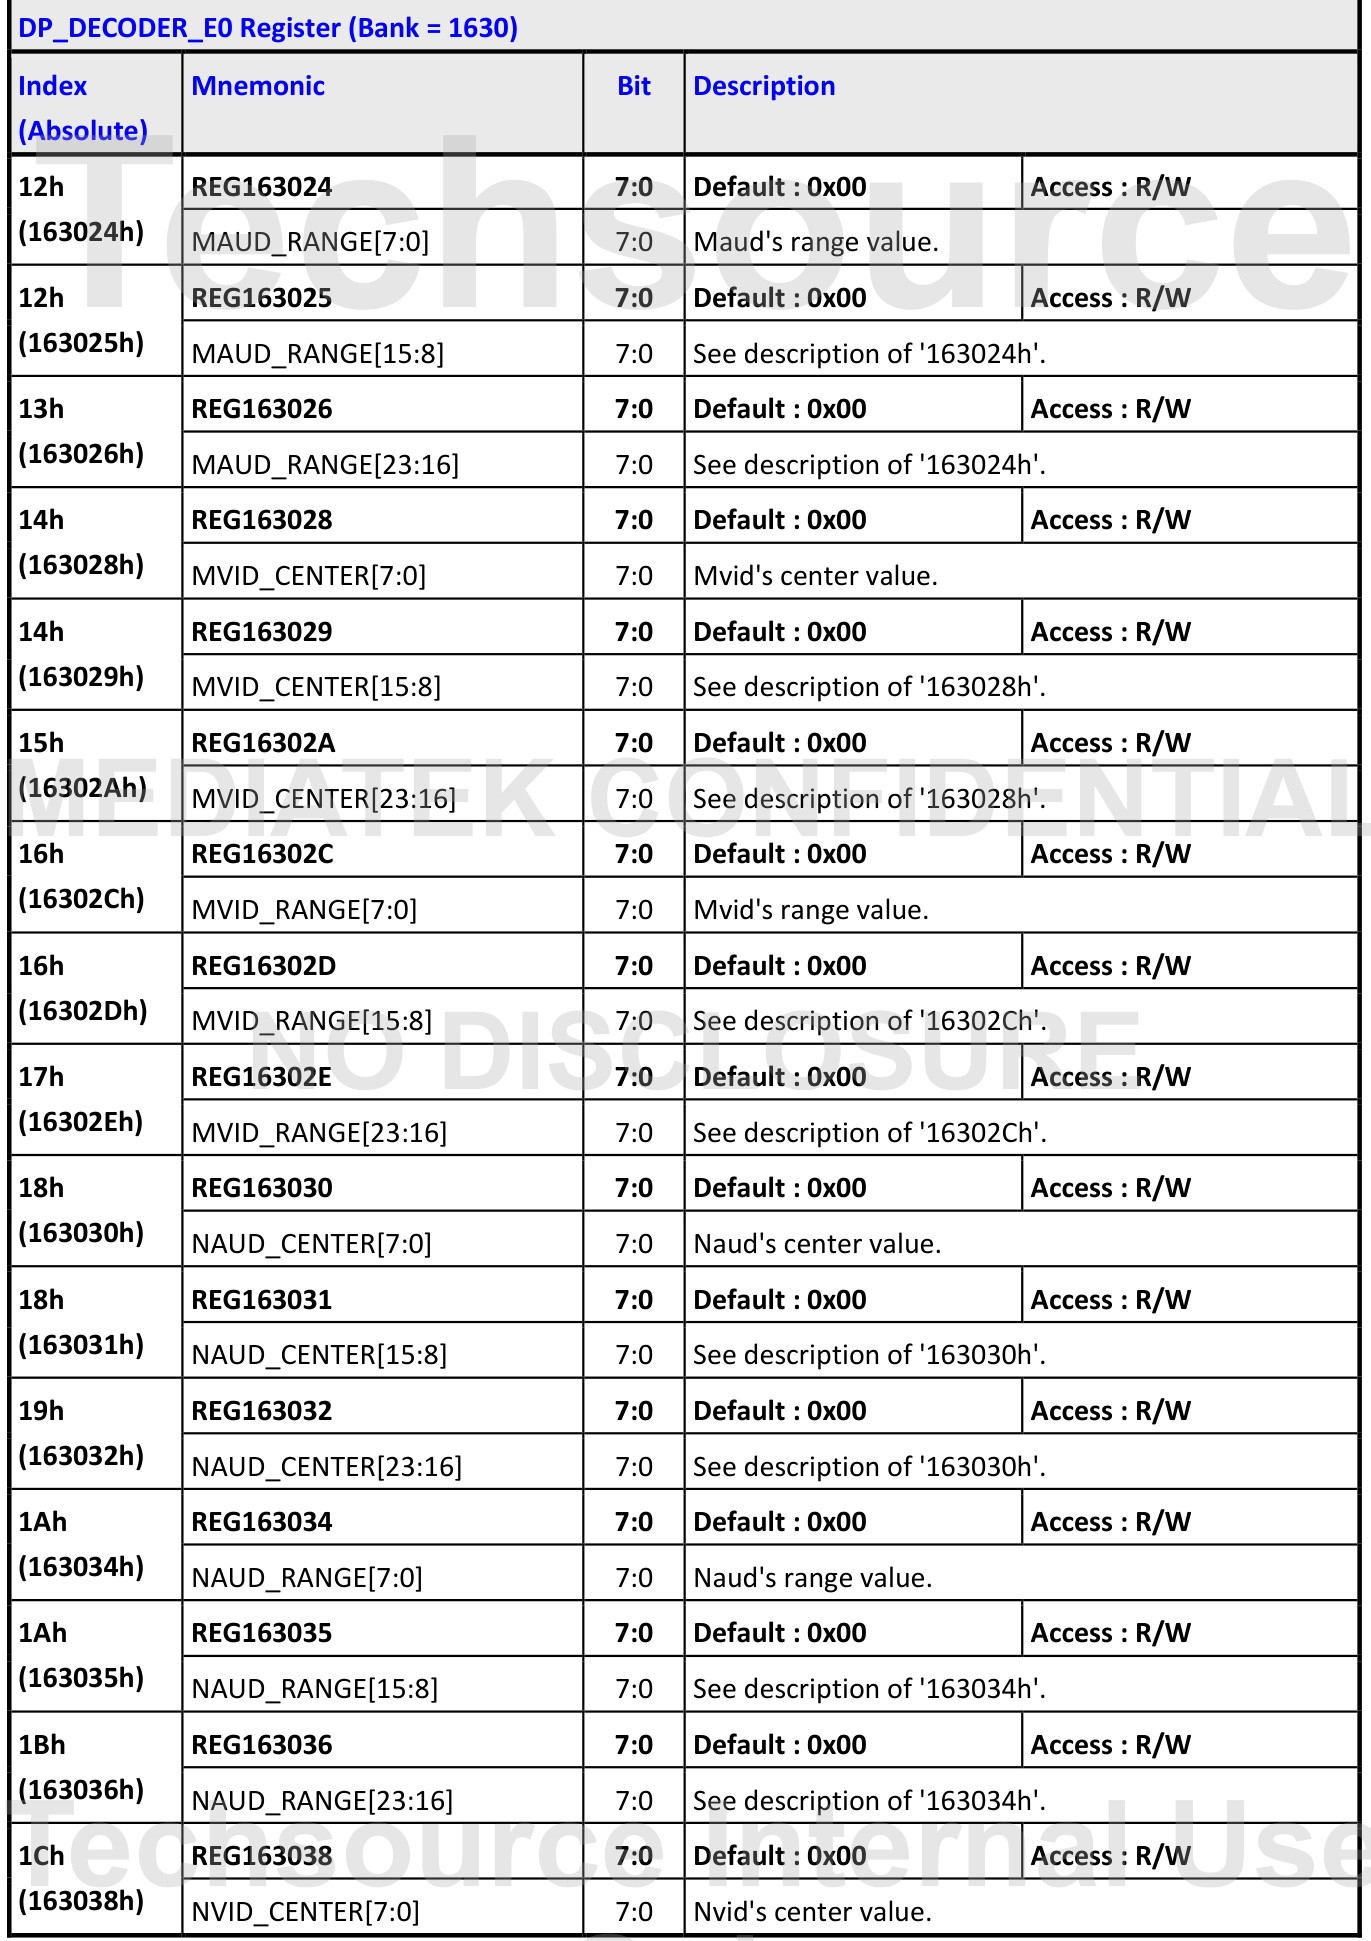 DP_DECODER_E0 Register (Bank = 1630)
Index (Absolute) Mnemonic Bit Description
12h (163024h) REG163024 7:0 Default : 0x00 Access : R/W
MAUD_RANGE[7:0] 7:0 Maud's range value.
12h (163025h) REG163025 7:0 Default : 0x00 Access : R/W
MAUD_RANGE[15:8] 7:0 See description of '163024h'.
13h (163026h) REG163026 7:0 Default : 0x00 Access : R/W
MAUD_RANGE[23:16] 7:0 See description of '163024h'.
14h (163028h) REG163028 7:0 Default : 0x00 Access : R/W
MVID_CENTER[7:0] 7:0 Mvid's center value.
14h (163029h) REG163029 7:0 Default : 0x00 Access : R/W
MVID_CENTER[15:8] 7:0 See description of '163028h'.
15h (16302Ah) REG16302A 7:0 Default : 0x00 Access : R/W
MVID_CENTER[23:16] 7:0 See description of '163028h'.
16h (16302Ch) REG16302C 7:0 Default : 0x00 Access : R/W
MVID_RANGE[7:0] 7:0 Mvid's range value.
16h (16302Dh) REG16302D 7:0 Default : 0x00 Access : R/W
MVID_RANGE[15:8] 7:0 See description of '16302Ch'.
17h (16302Eh) REG16302E 7:0 Default : 0x00 Access : R/W
MVID_RANGE[23:16] 7:0 See description of '16302Ch'.
18h (163030h) REG163030 7:0 Default : 0x00 Access : R/W
NAUD_CENTER[7:0] 7:0 Naud's center value.
18h (163031h) REG163031 7:0 Default : 0x00 Access : R/W
NAUD_CENTER[15:8] 7:0 See description of '163030h'.
19h (163032h) REG163032 7:0 Default : 0x00 Access : R/W
NAUD_CENTER[23:16] 7:0 See description of '163030h'.
1Ah (163034h) REG163034 7:0 Default : 0x00 Access : R/W
NAUD_RANGE[7:0] 7:0 Naud's range value.
1Ah (163035h) REG163035 7:0 Default : 0x00 Access : R/W
NAUD_RANGE[15:8] 7:0 See description of '163034h'.
1Bh (163036h) REG163036 7:0 Default : 0x00 Access : R/W
NAUD_RANGE[23:16] 7:0 See description of '163034h'.
1Ch (163038h) REG163038 7:0 Default : 0x00 Access : R/W
NVID_CENTER[7:0] 7:0 Nvid's center value.
Techsource
MEDIATEK CONFIDENTIAL
NO DISCLOSURE
Techsource Internal Use